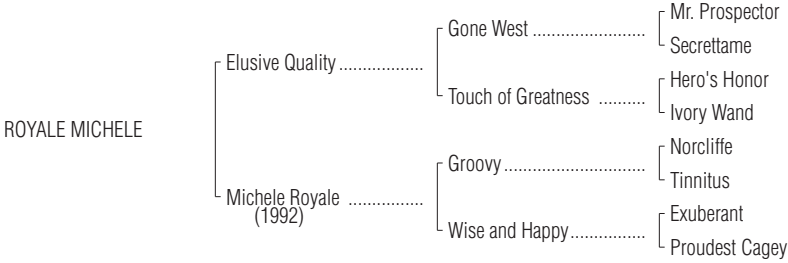 Mr. Prospector
Gone West ........................
Secrettame
Elusive Quality ..................
Hero's Honor
Touch of Greatness ..........
Ivory Wand
ROYALE MICHELE
Norcliffe
Groovy ..............................
Tinnitus
Michele Royale ................
(1992)
Exuberant
Wise and Happy ................
Proudest Cagey